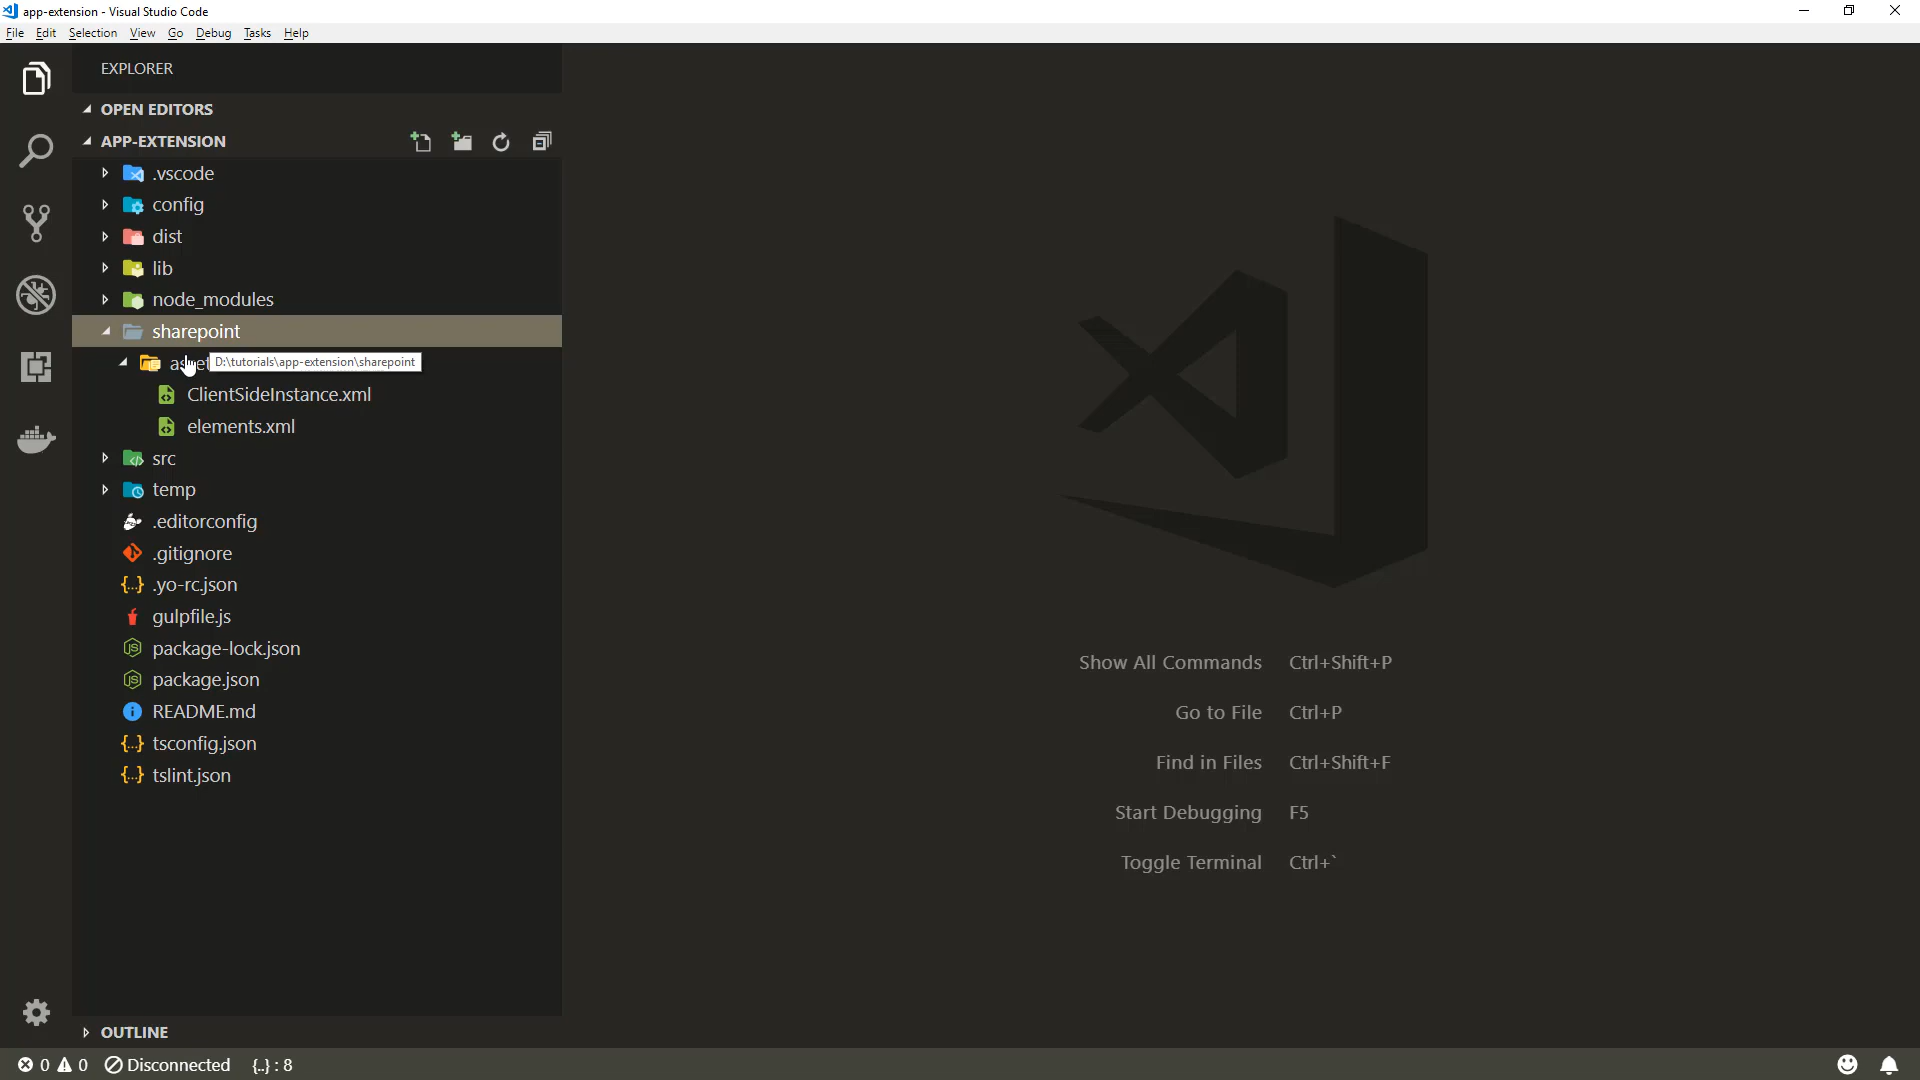 app-extension - Visual Studio Code
File Edit Selection View Go Debug Tasks Help
EXPLORER
OPEN EDITORS
APP-EXTENSION
.vscode
config
dist
lib
node_modules
sharepoint
D:\tutorials\app-extension\sharepoint
ClientSideInstance.xml
elements.xml
src
temp
.editorconfig
.gitignore
{...} .yo-rc.json
gulpfile.js
package-lock.json
package.json
README.md
{...} tsconfig.json
{...} tslint.json
OUTLINE
Show All Commands Ctrl+Shift+P
Go to File Ctrl+P
Find in Files Ctrl+Shift+F
Start Debugging F5
Toggle Terminal Ctrl+`
0 0 Disconnected {..} : 8